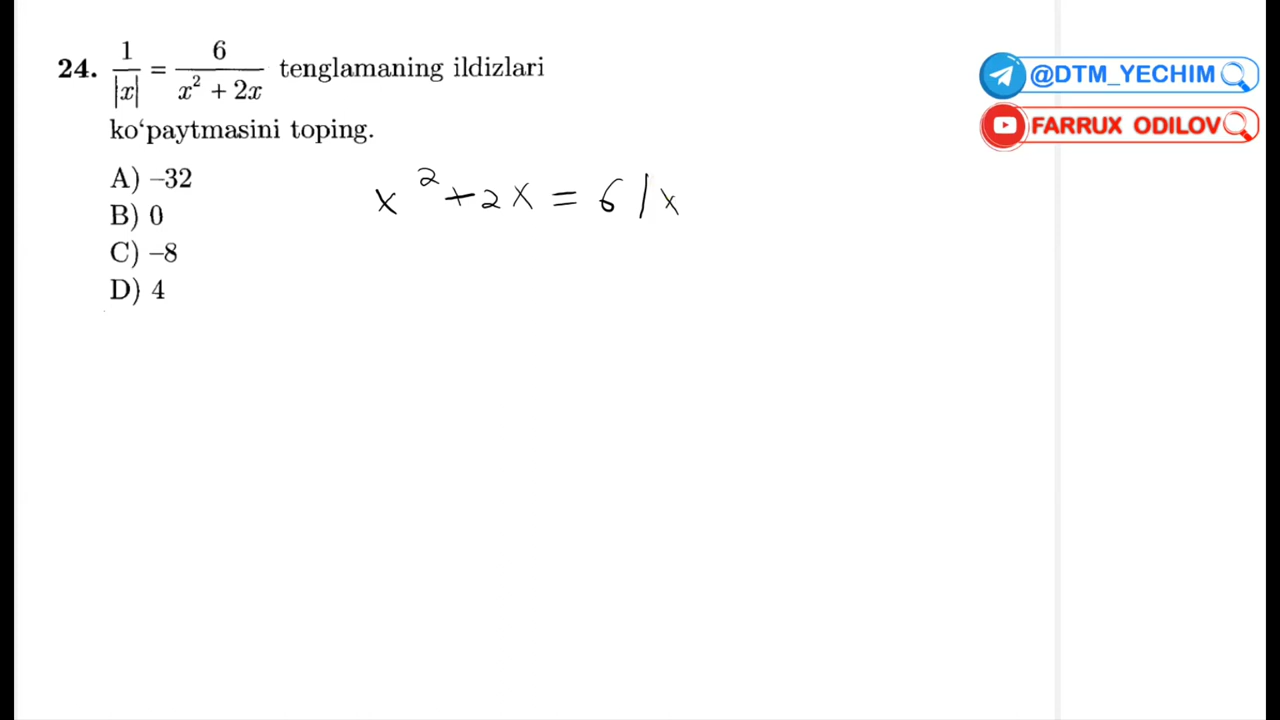 24. 1/|x| = 6/(x² + 2x) tenglamaning ildizlari
ko‘paytmasini toping.
A) –32
B) 0
C) –8
D) 4
x² + 2x = 6|x
@DTM_YECHIM
FARRUX ODILOV